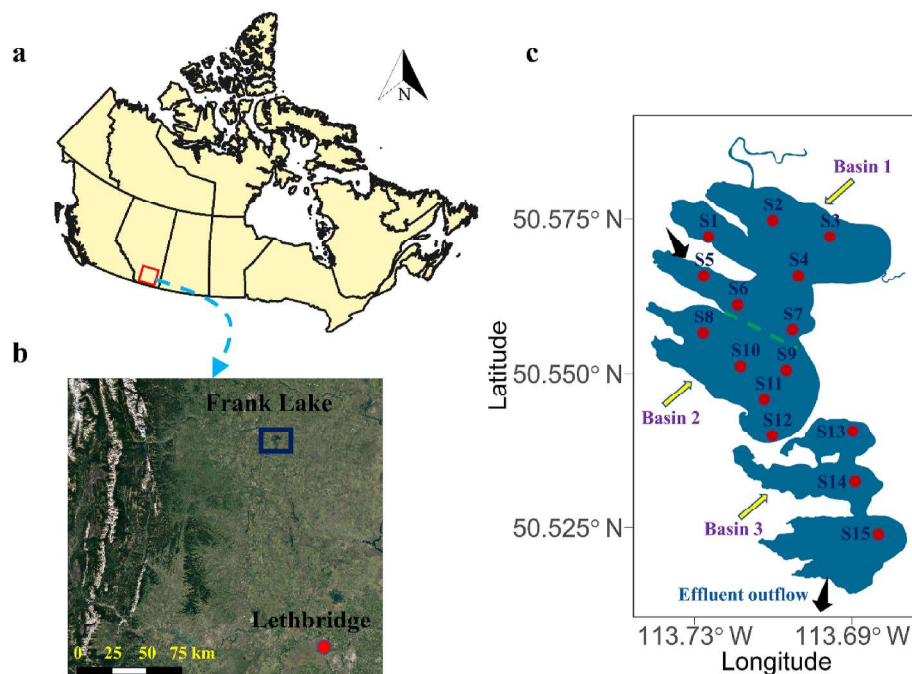 a
N
b
Frank Lake
Lethbridge
0 25 50 75 km
c
Basin 1
50.575° N
S1
S2
S3
S5
S4
S6
S8
S7
S10
S9
50.550° N
Latitude
S11
Basin 2
S12
S13
S14
Basin 3
50.525° N
S15
Effluent outflow
113.73° W
113.69° W
Longitude